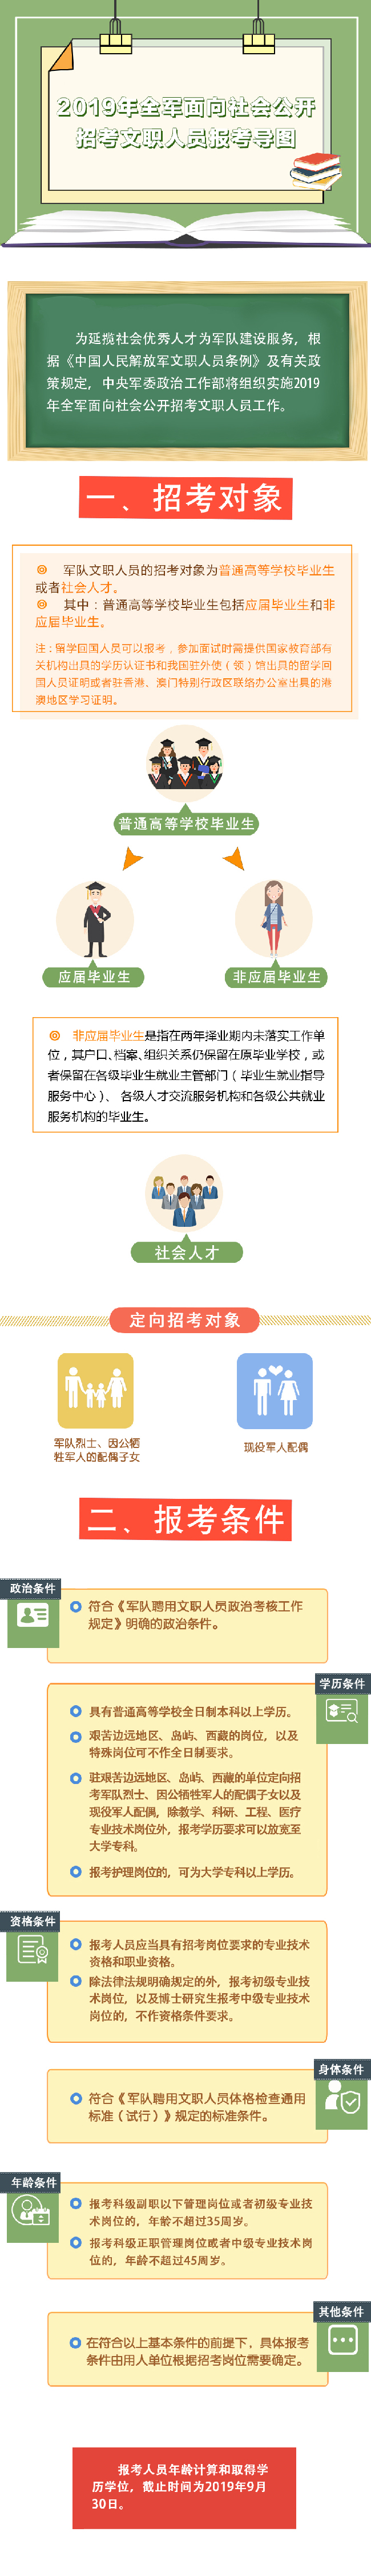 2019年全军面向社会公开
招考文职人员报考导图
为延揽社会优秀人才为军队建设服务，根
据《中国人民解放军文职人员条例》及有关政
策规定，中央军委政治工作部将组织实施2019
年全军面向社会公开招考文职人员工作。
一、招考对象
军队文职人员的招考对象为普通高等学校毕业生
或者社会人才。
其中：普通高等学校毕业生包括应届毕业生和非
应届毕业生。
注：留学回国人员可以报考，参加面试时需提供国家教育部有
关机构出具的学历认证书和我国驻外使（领）馆出具的留学回
国人员证明或者驻香港、澳门特别行政区联络办公室出具的港
澳地区学习证明。
普通高等学校毕业生
应届毕业生
非应届毕业生
非应届毕业生是指在两年择业期内未落实工作单
位，其户口、档案、组织关系仍保留在原毕业学校，或
者保留在各级毕业生就业主管部门（毕业生就业指导
服务中心）、各级人才交流服务机构和各级公共就业
服务机构的毕业生。
社会人才
定向招考对象
军队烈士、因公牺
牲军人的配偶子女
现役军人配偶
二、报考条件
政治条件
符合《军队聘用文职人员政治考核工作
规定》明确的政治条件。
学历条件
具有普通高等学校全日制本科以上学历。
艰苦边远地区、岛屿、西藏的岗位，以及
特殊岗位可不作全日制要求。
驻艰苦边远地区、岛屿、西藏的单位定向招
考军队烈士、因公牺牲军人的配偶子女以及
现役军人配偶，除教学、科研、工程、医疗
专业技术岗位外，报考学历要求可以放宽至
大学专科。
报考护理岗位的，可为大学专科以上学历。
资格条件
报考人员应当具有招考岗位要求的专业技术
资格和职业资格。
除法律法规明确规定的外，报考初级专业技
术岗位，以及博士研究生报考中级专业技术
岗位的，不作资格条件要求。
身体条件
符合《军队聘用文职人员体格检查通用
标准（试行）》规定的标准条件。
年龄条件
报考科级副职以下管理岗位或者初级专业技
术岗位的，年龄不超过35周岁。
报考科级正职管理岗位或者中级专业技术岗
位的，年龄不超过45周岁。
其他条件
在符合以上基本条件的前提下，具体报考
条件由用人单位根据招考岗位需要确定。
报考人员年龄计算和取得学
历学位，截止时间为2019年9月
30日。